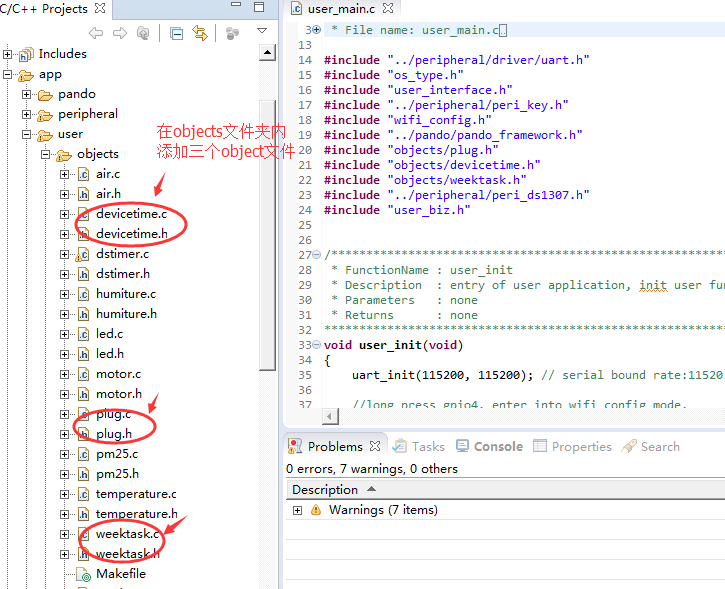 C/C++ Projects
Includes
app
pando
peripheral
user
objects
air.c
air.h
devicetime.c
devicetime.h
dstimer.c
dstimer.h
humiture.c
humiture.h
led.c
led.h
motor.c
motor.h
plug.c
plug.h
pm25.c
pm25.h
temperature.c
temperature.h
weektask.c
weektask.h
Makefile
在objects文件夹内
添加三个object文件
user_main.c
3 * File name: user_main.c
13
14 #include "../peripheral/driver/uart.h"
15 #include "os_type.h"
16 #include "user_interface.h"
17 #include "../peripheral/peri_key.h"
18 #include "wifi_config.h"
19 #include "../pando/pando_framework.h"
20 #include "objects/plug.h"
21 #include "objects/devicetime.h"
22 #include "objects/weektask.h"
23 #include "../peripheral/peri_ds1307.h"
24 #include "user_biz.h"
25
26
27 /******************************************************
28 * FunctionName : user_init
29 * Description : entry of user application, init user fun
30 * Parameters : none
31 * Returns : none
32 *******************************************************
33 void user_init(void)
34 {
35 uart_init(115200, 115200); // serial bound rate:11520
36
37 //long press gpio4, enter into wifi config mode.
Problems Tasks Console Properties Search
0 errors, 7 warnings, 0 others
Description
Warnings (7 items)